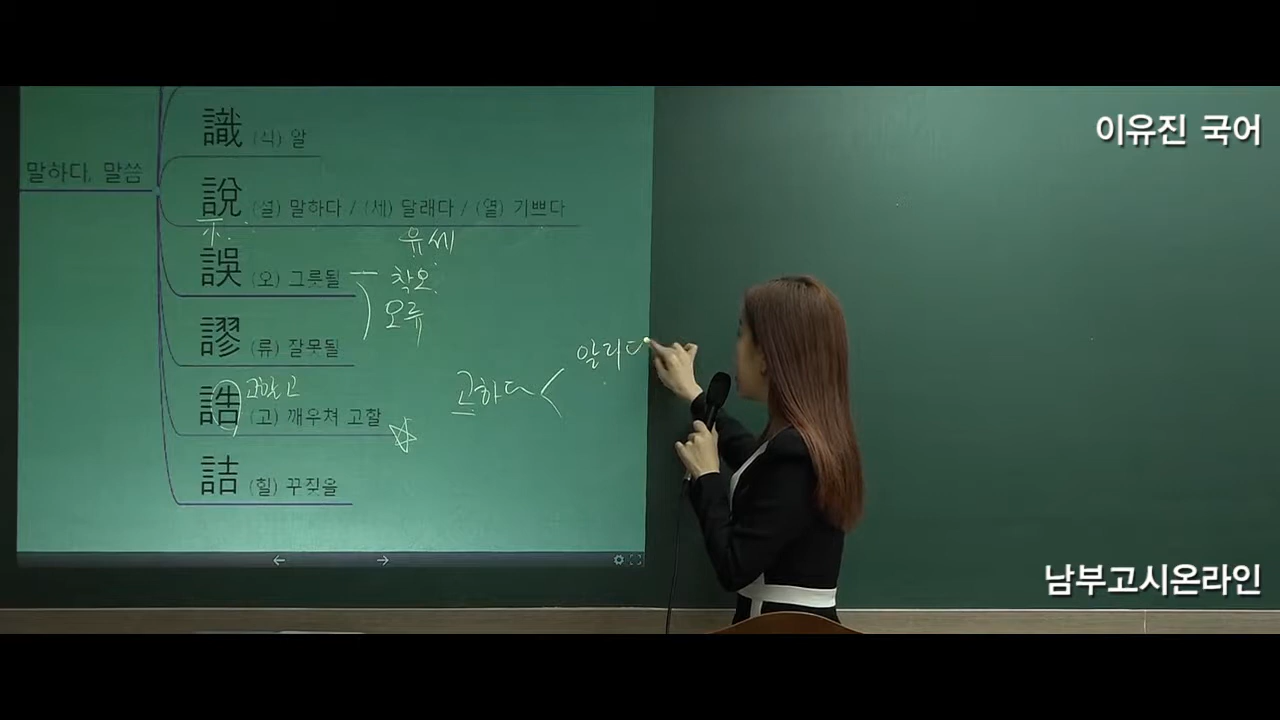 이유진 국어
識 (식) 알
말하다, 말씀
說 (설) 말하다 / (세) 달래다 / (열) 기쁘다
유세
誤 (오) 그릇될
착오
오류
謬 (류) 잘못될
알리다
고하다
誥 (고) 깨우쳐 고할
고할 고
詰 (힐) 꾸짖을
남부고시온라인